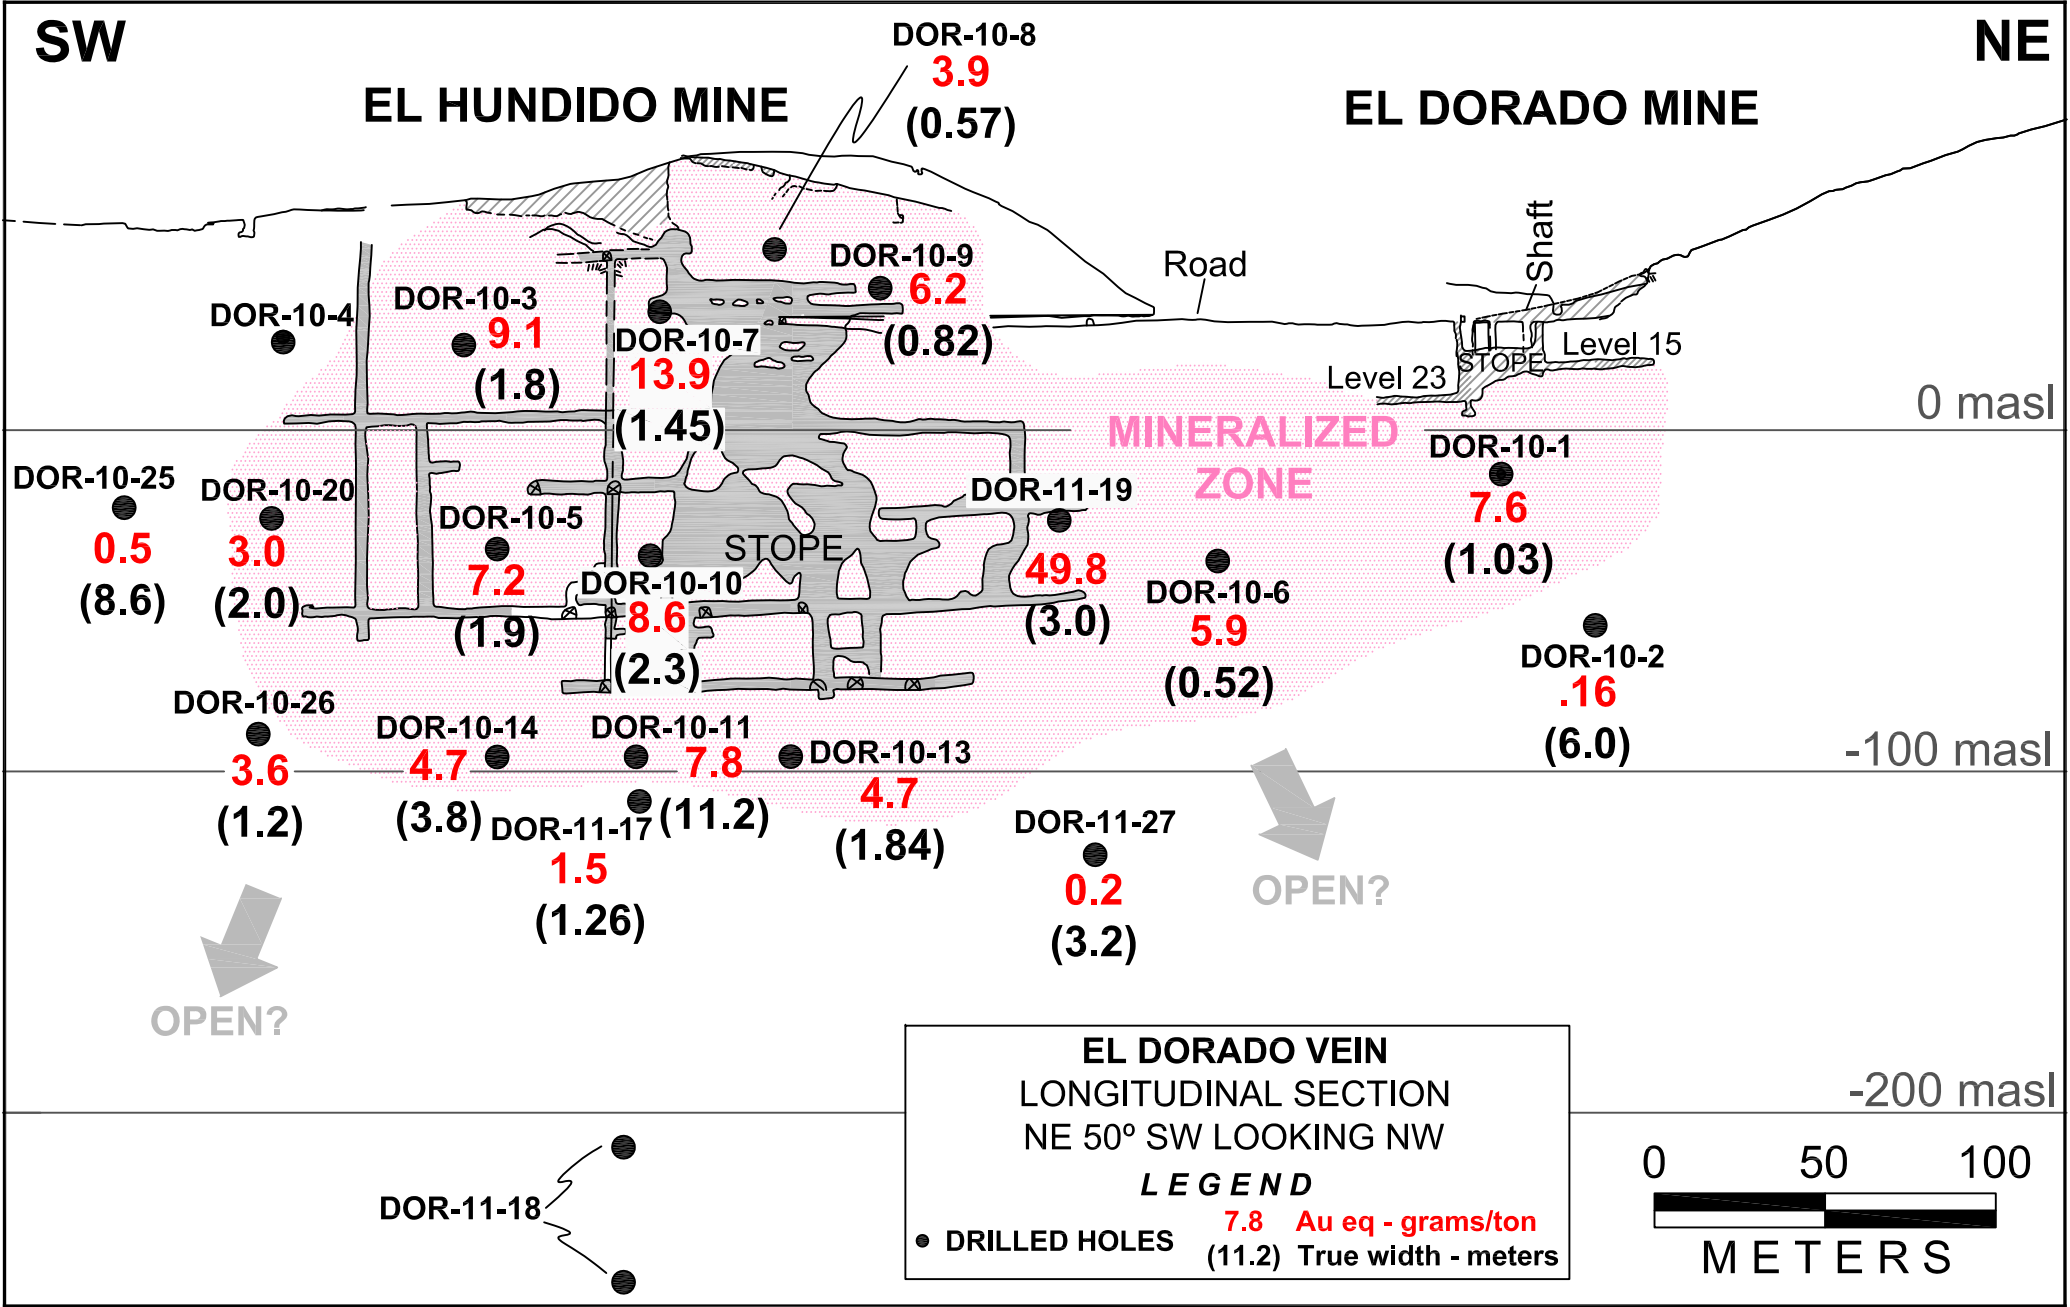 SW
NE
DOR-10-8
3.9
(0.57)
EL HUNDIDO MINE
EL DORADO MINE
Shaft
Road
DOR-10-9
6.2
(0.82)
DOR-10-3
9.1
(1.8)
DOR-10-4
DOR-10-7
13.9
(1.45)
Level 15
STOPE
Level 23
0 masl
MINERALIZED
ZONE
DOR-10-1
7.6
(1.03)
DOR-10-25
0.5
(8.6)
DOR-10-20
3.0
(2.0)
DOR-10-5
7.2
(1.9)
DOR-10-10
8.6
(2.3)
STOPE
DOR-11-19
49.8
(3.0)
DOR-10-6
5.9
(0.52)
DOR-10-2
.16
(6.0)
DOR-10-26
3.6
(1.2)
DOR-10-14
4.7
(3.8)
DOR-10-11
7.8
(11.2)
DOR-10-13
4.7
(1.84)
-100 masl
DOR-11-17
1.5
(1.26)
DOR-11-27
0.2
(3.2)
OPEN?
OPEN?
-200 masl
DOR-11-18
EL DORADO VEIN
LONGITUDINAL SECTION
NE 50º SW LOOKING NW
LEGEND
DRILLED HOLES
7.8 Au eq - grams/ton
(11.2) True width - meters
0 50 100
METERS